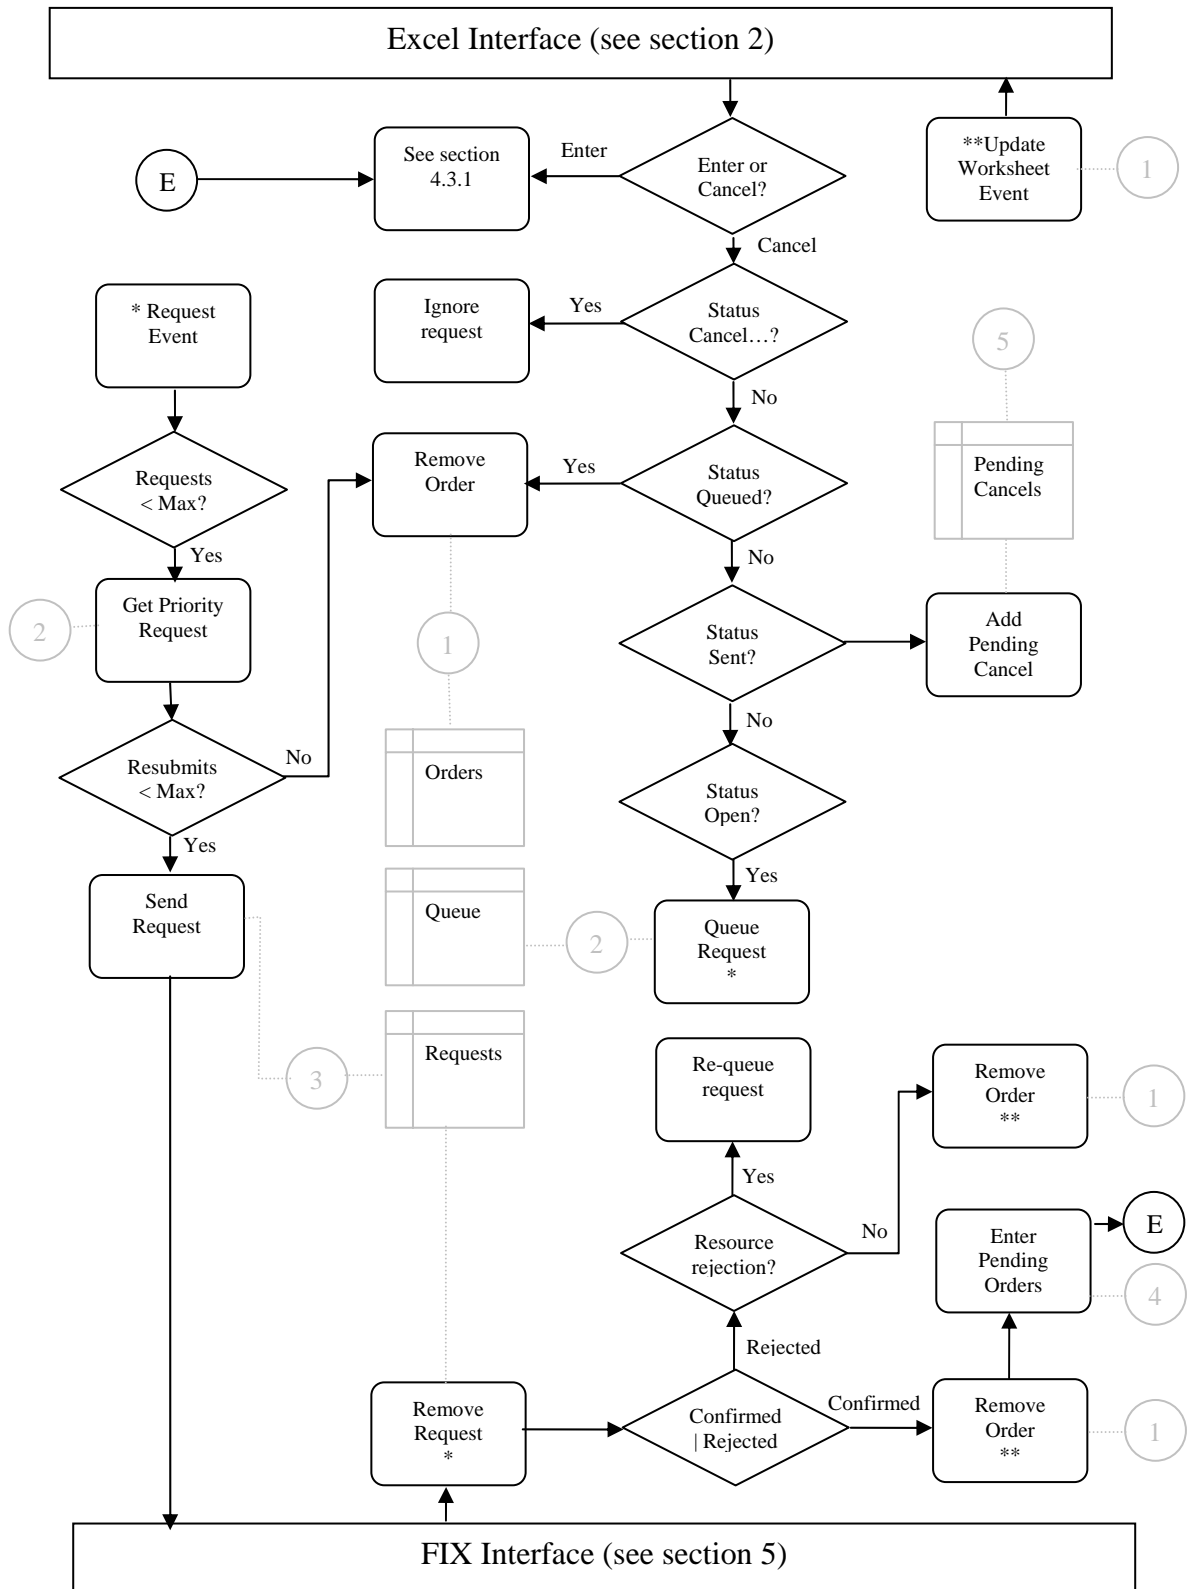 Excel Interface (see section 2)
E
See section
4.3.1
Enter
Enter or
Cancel?
**Update
Worksheet
Event
1
Cancel
* Request
Event
Ignore
request
Yes
Status
Cancel…?
5
No
Requests
< Max?
Remove
Order
Yes
Status
Queued?
Pending
Cancels
Yes
No
2
Get Priority
Request
1
Status
Sent?
Add
Pending
Cancel
No
Resubmits
< Max?
No
Orders
Status
Open?
Yes
Yes
Send
Request
Queue
2
Queue
Request
*
3
Requests
Re-queue
request
Remove
Order
**
1
Yes
Resource
rejection?
No
Enter
Pending
Orders
E
4
Rejected
Remove
Request
*
Confirmed
| Rejected
Confirmed
Remove
Order
**
1
FIX Interface (see section 5)